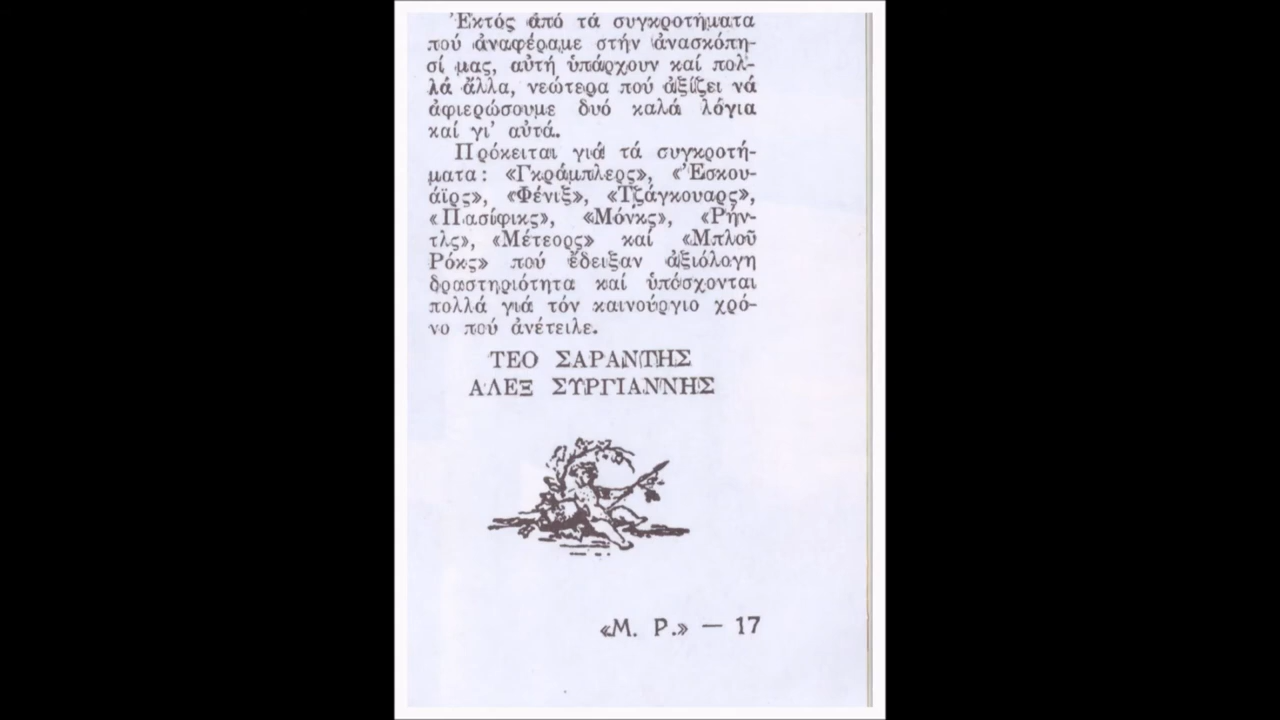 Ἐκτός ἀπό τά συγκροτήματα
πού ἀναφέραμε στήν ἀνασκόπη-
σί μας, αὐτή ὑπάρχουν καί πολ-
λά ἄλλα, νεώτερα πού ἀξίζει νά
ἀφιερώσουμε δυό καλά λόγια
καί γι' αὐτά.
Πρόκειται γιά τά συγκροτή-
ματα: «Γκράμπλερς», «Ἐσκου-
άϊρς», «Φένιξ», «Τζάγκουαρς»,
«Πασίφικς», «Μόνκς», «Ρήν-
τλς», «Μέτεορς» καί «Μπλοῦ
Ρόκς» πού ἔδειξαν ἀξιόλογη
δραστηριότητα καί ὑπόσχονται
πολλά γιά τόν καινούργιο χρό-
νο πού ἀνέτειλε.
ΤΕΟ ΣΑΡΑΝΤΗΣ
ΑΛΕΞ ΣΥΡΓΙΑΝΝΗΣ
«Μ. Ρ.» — 17